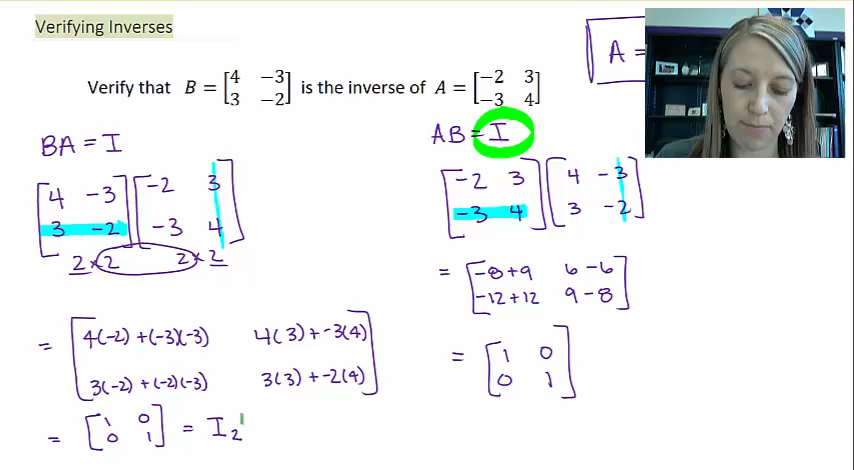 Verifying Inverses
Verify that B = [4 −3
3 −2] is the inverse of A = [−2 3
−3 4]
BA = I
[4 -3
3 -2] [-2 3
-3 4]
2×2 2×2
= [4(-2) + (-3)(-3) 4(3) + -3(4)
3(-2) + (-2)(-3) 3(3) + -2(4)]
= [1 0
0 1] = I₂
AB = I
[-2 3
-3 4] [4 -3
3 -2]
= [-8+9 6-6
-12+12 9-8]
= [1 0
0 1]
A =